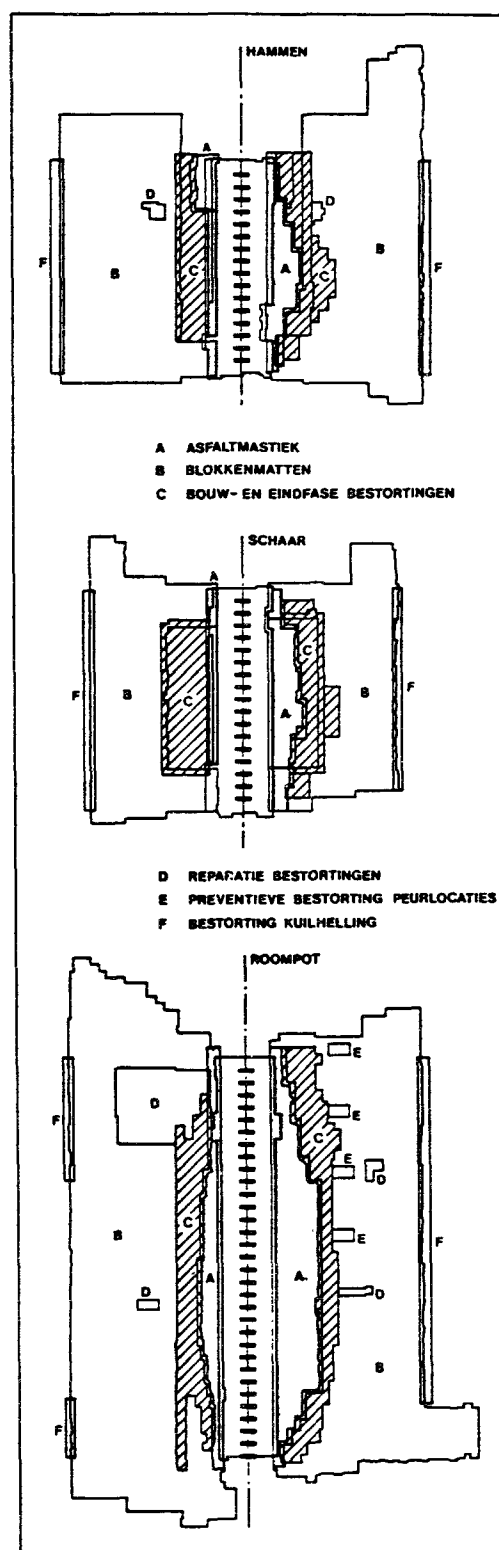 HAMMEN
A
D
D
F
B
C
A
C
B
F
A ASFALTMASTIEK
B BLOKKENMATTEN
C BOUW- EN EINDFASE BESTORTINGEN
SCHAAR
A
C
F
B
C
A
B
F
D REPARATIE BESTORTINGEN
E PREVENTIEVE BESTORTING PEURLOCATIES
F BESTORTING KUILHELLING
ROOMPOT
E
F
D
E
C
E
D
C
B
E
F
A
A
D
D
B
F